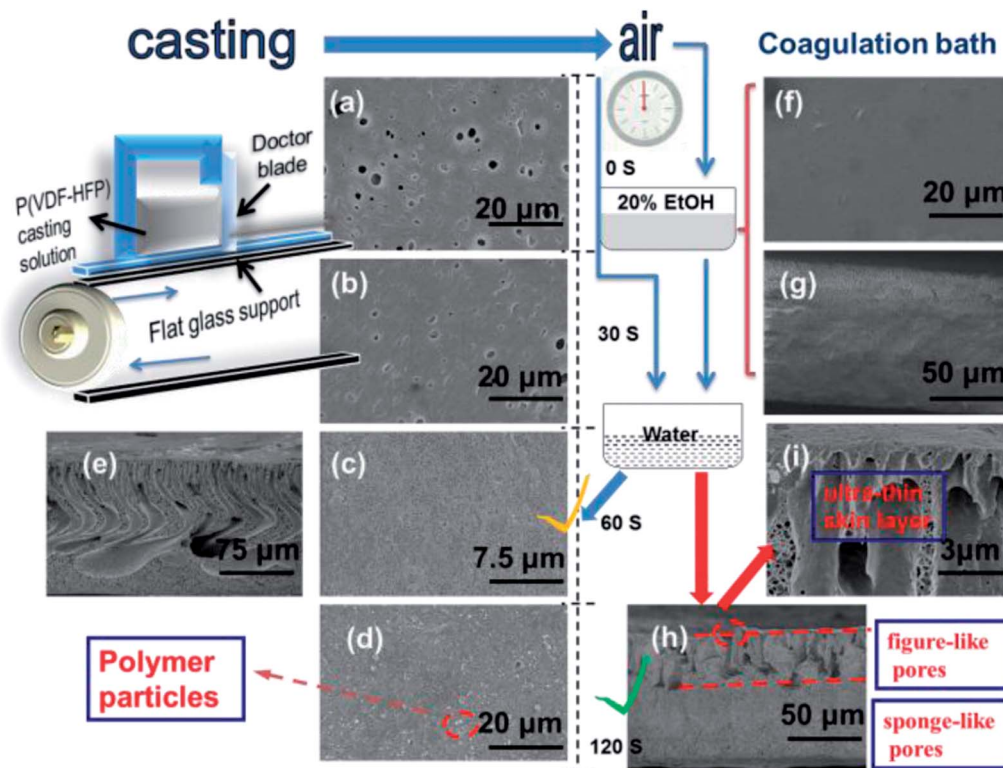 casting
air
Coagulation bath
(a)
20 µm
Doctor
blade
P(VDF-HFP)
casting
solution
Flat glass support
0 S
20% EtOH
(f)
20 µm
(b)
20 µm
30 S
(g)
50 µm
Water
(e)
75 µm
(c)
7.5 µm
60 S
(i)
ultra-thin
skin layer
3µm
Polymer
particles
(d)
20 µm
120 S
(h)
50 µm
figure-like
pores
sponge-like
pores